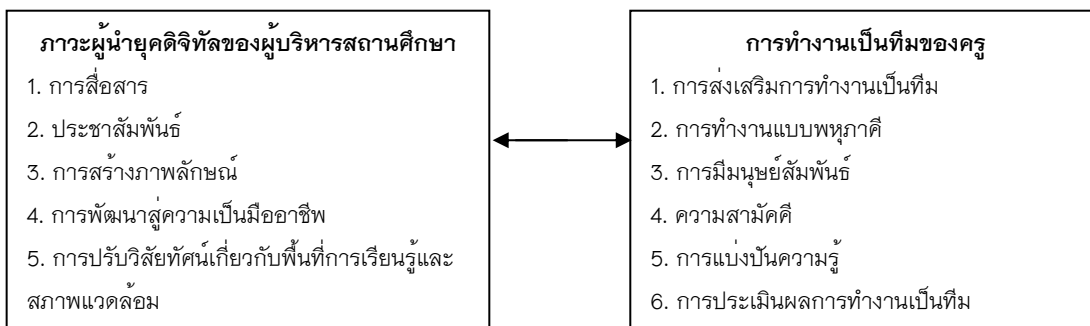 ภาวะผู้นำยุคดิจิทัลของผู้บริหารสถานศึกษา
1. การสื่อสาร
2. ประชาสัมพันธ์
3. การสร้างภาพลักษณ์
4. การพัฒนาสู่ความเป็นมืออาชีพ
5. การปรับวิสัยทัศน์เกี่ยวกับพื้นที่การเรียนรู้และ
สภาพแวดล้อม
การทำงานเป็นทีมของครู
1. การส่งเสริมการทำงานเป็นทีม
2. การทำงานแบบพหุภาคี
3. การมีมนุษย์สัมพันธ์
4. ความสามัคคี
5. การแบ่งปันความรู้
6. การประเมินผลการทำงานเป็นทีม